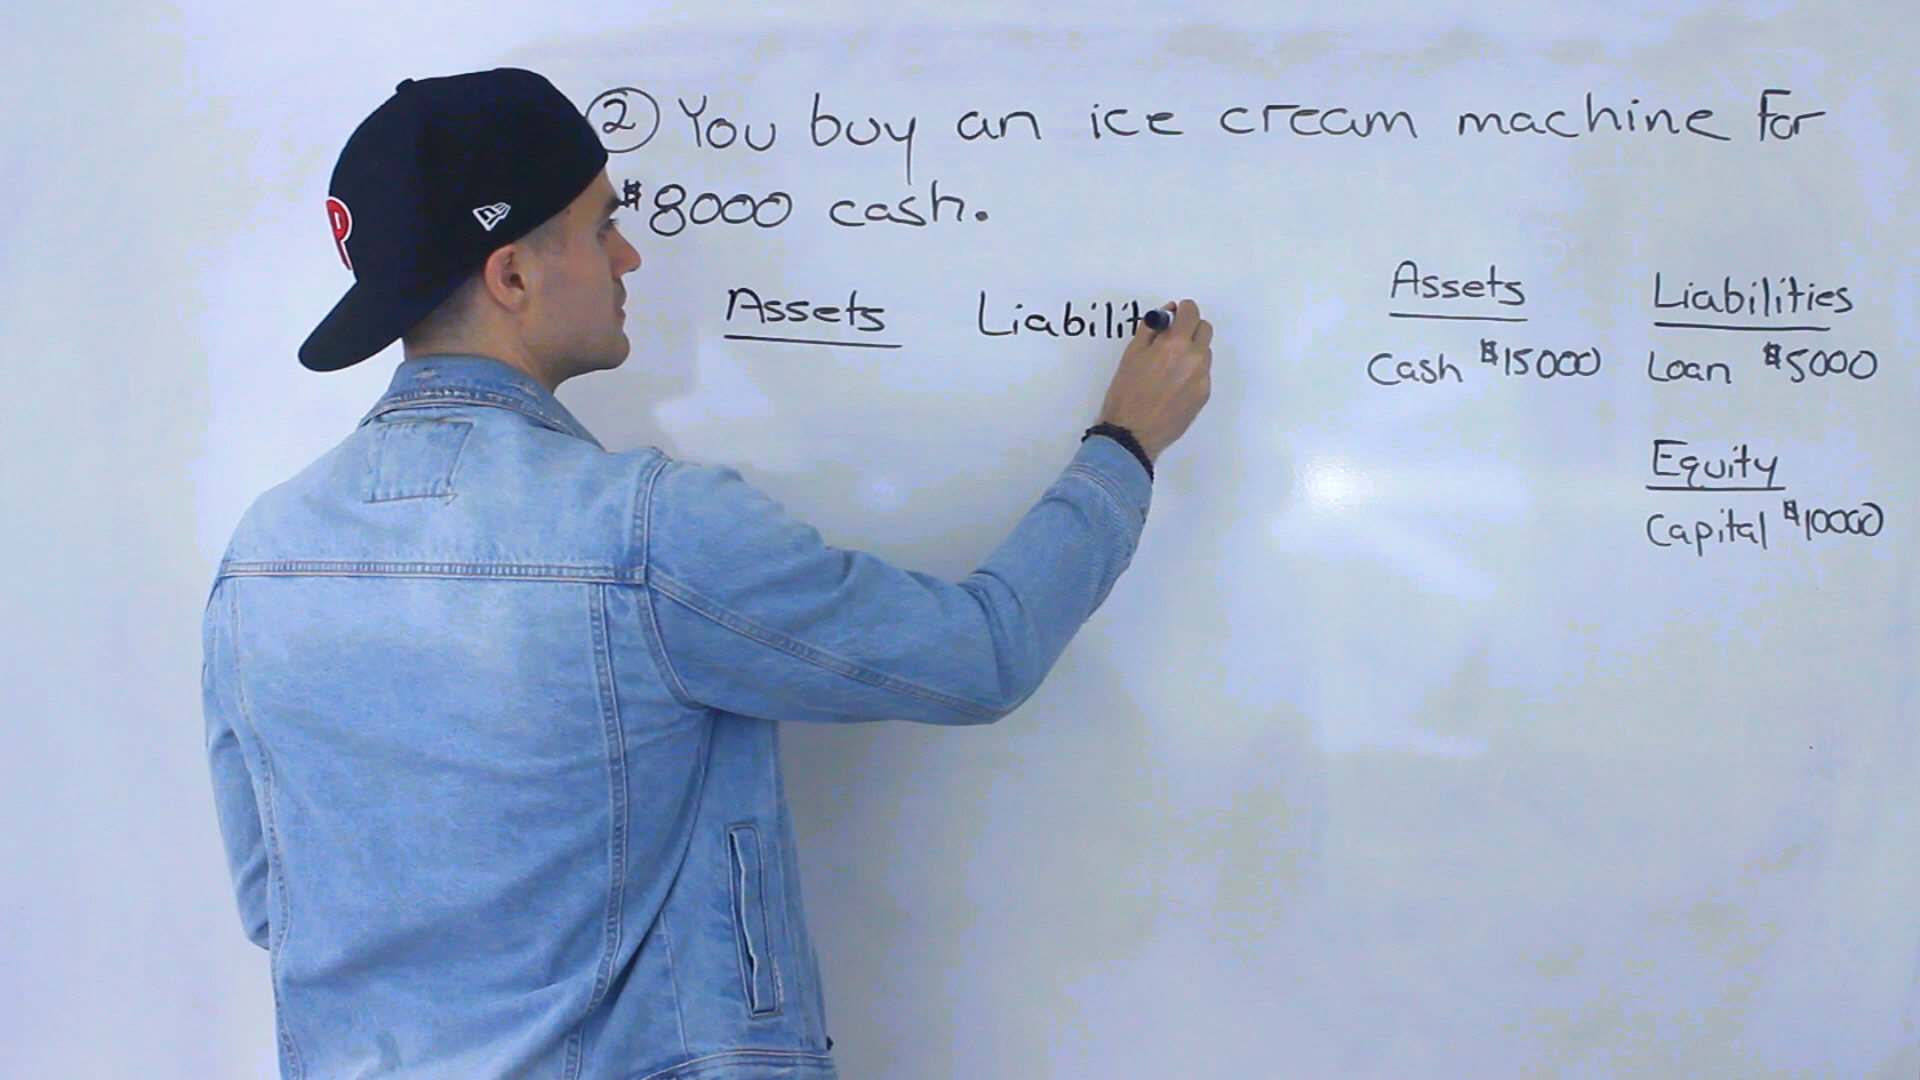 ② You buy an ice cream machine for
$8000 cash.
Assets Liabilit
Assets Liabilities
Cash $15000 Loan $5000
Equity
Capital $10000
P